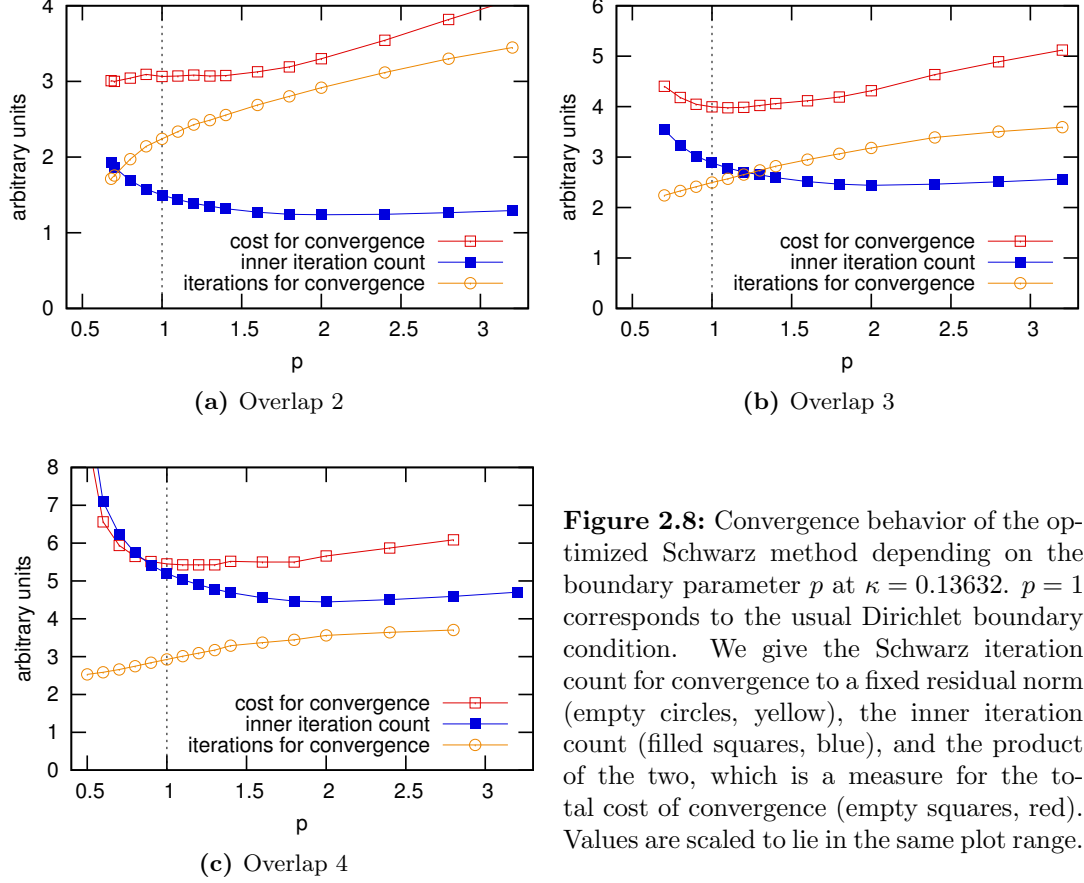 4
3
2
1
0
arbitrary units
cost for convergence
inner iteration count
iterations for convergence
0.5 1 1.5 2 2.5 3
p
(a) Overlap 2
6
5
4
3
2
1
0
arbitrary units
cost for convergence
inner iteration count
iterations for convergence
0.5 1 1.5 2 2.5 3
p
(b) Overlap 3
8
7
6
5
4
3
2
1
0
arbitrary units
cost for convergence
inner iteration count
iterations for convergence
0.5 1 1.5 2 2.5 3
p
(c) Overlap 4
Figure 2.8: Convergence behavior of the op-
timized Schwarz method depending on the
boundary parameter p at κ = 0.13632. p = 1
corresponds to the usual Dirichlet boundary
condition. We give the Schwarz iteration
count for convergence to a fixed residual norm
(empty circles, yellow), the inner iteration
count (filled squares, blue), and the product
of the two, which is a measure for the to-
tal cost of convergence (empty squares, red).
Values are scaled to lie in the same plot range.